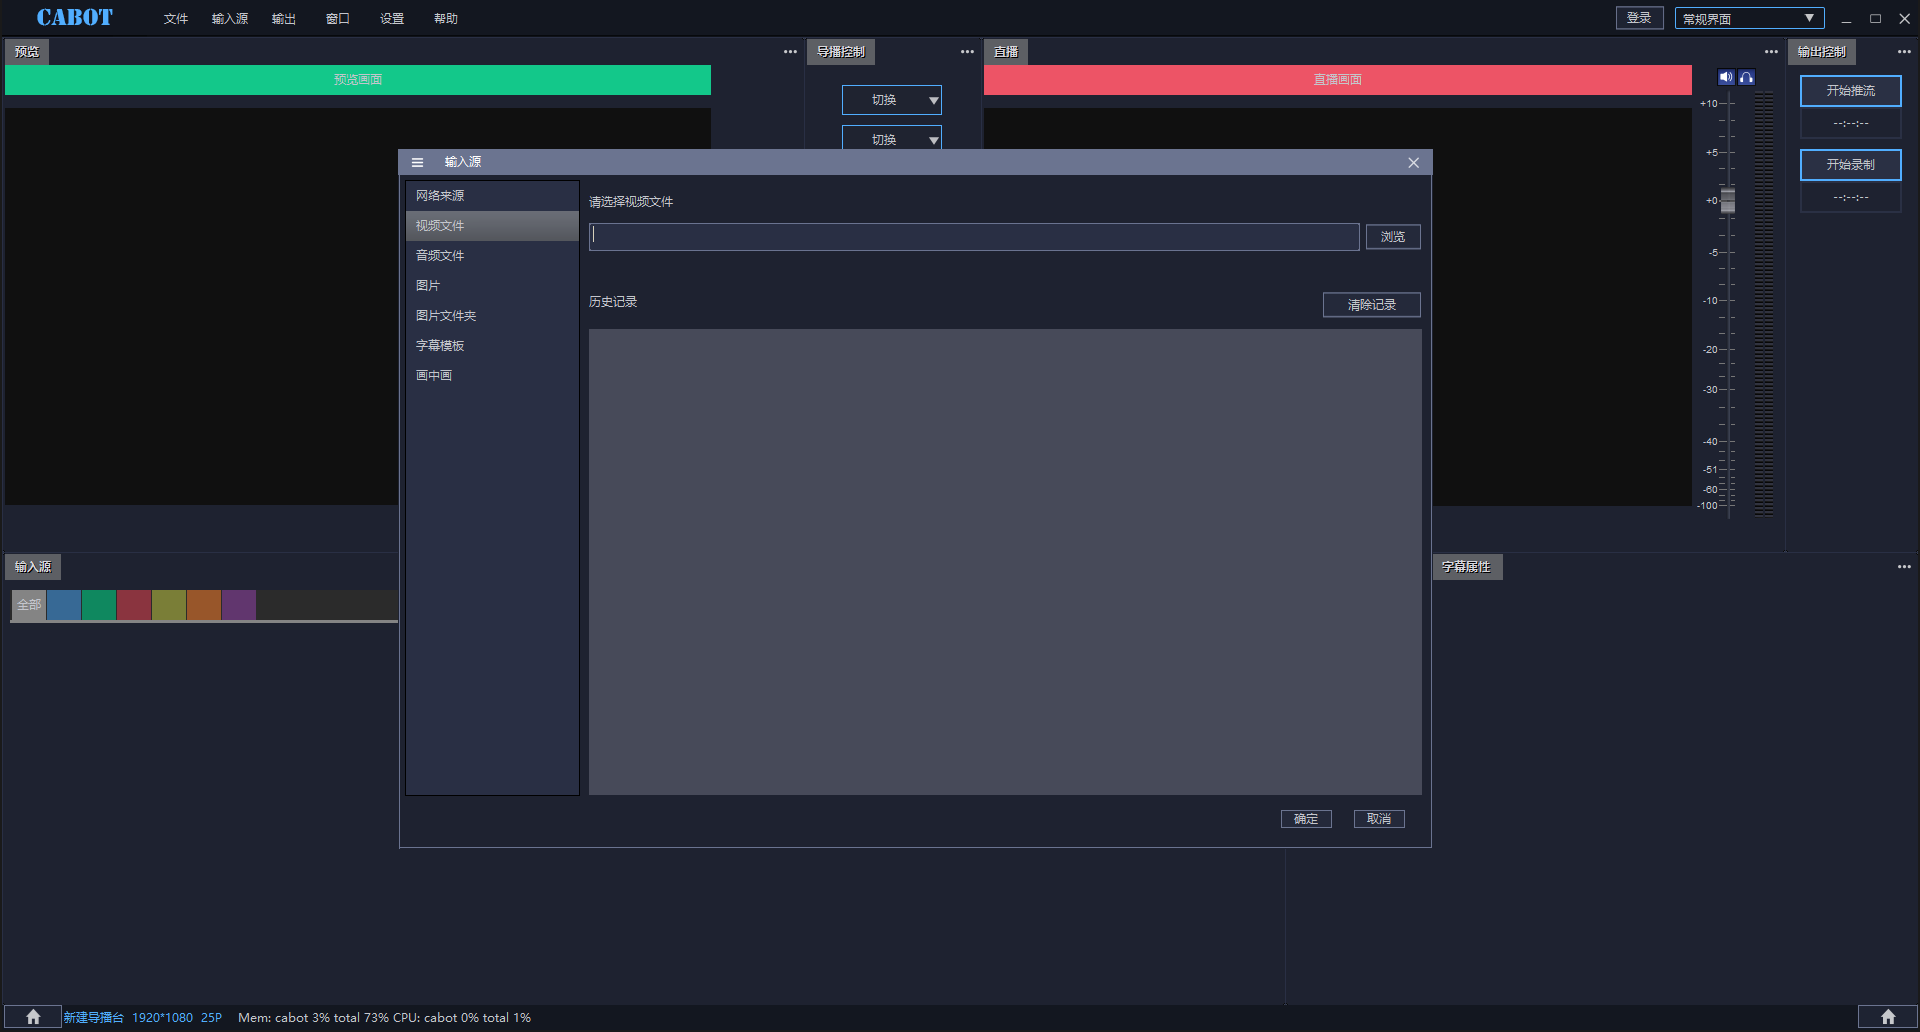 CABOT 文件 输入源 输出 窗口 设置 帮助 登录 常规界面
预览 导播控制 直播 输出控制
预览画面 直播画面
切换
切换
开始推流
--:--:--
开始录制
--:--:--
+10
+5
+0
-5
-10
-20
-30
-40
-51
-60
-100
输入源
网络来源
视频文件
音频文件
图片
图片文件夹
字幕模板
画中画
请选择视频文件
浏览
历史记录 清除记录
确定 取消
输入源 字幕属性
全部
新建导播台 1920*1080 25P Mem: cabot 3% total 73% CPU: cabot 0% total 1%